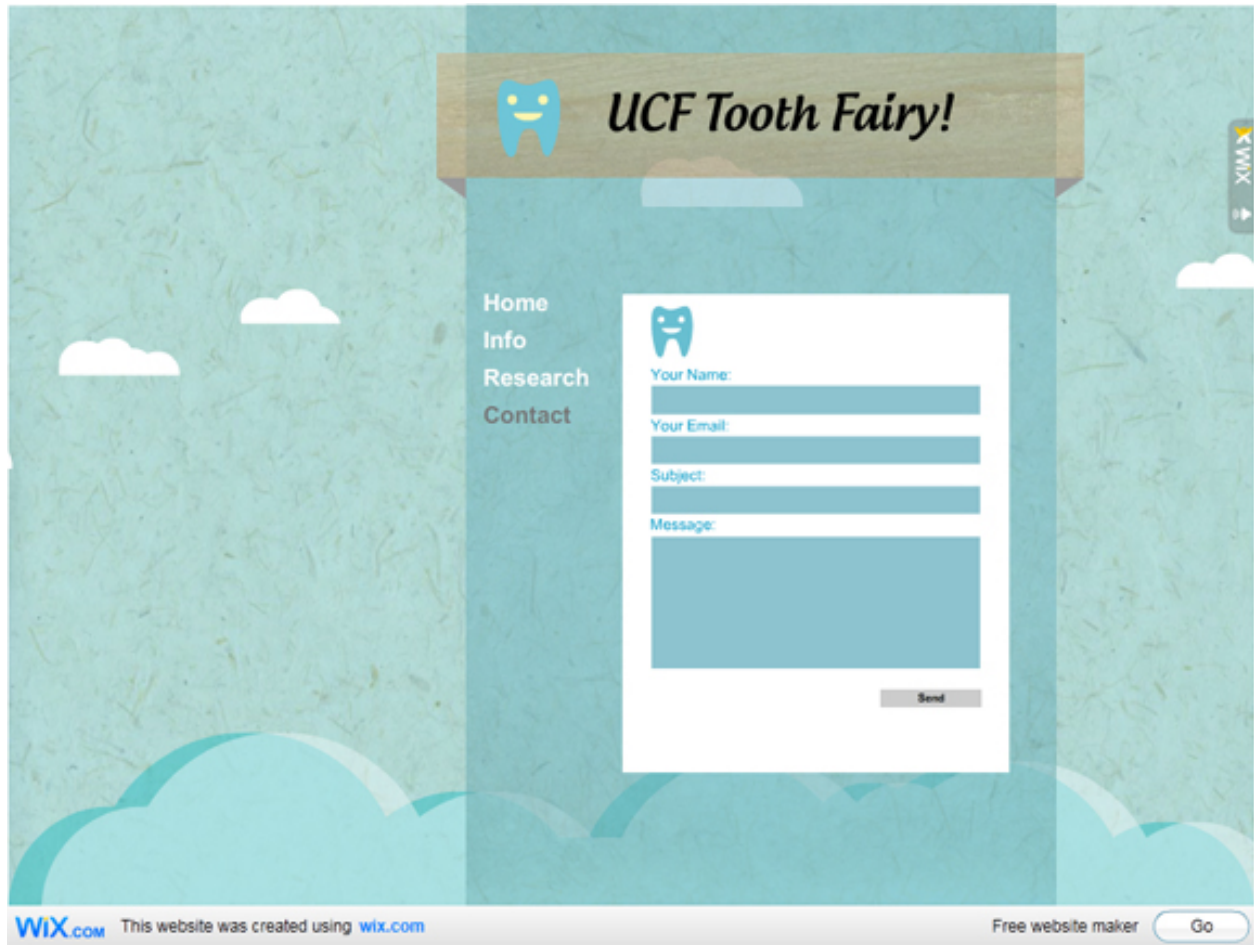 UCF Tooth Fairy!
WiX
Home
Info
Research
Contact
Your Name:
Your Email:
Subject:
Message:
Send
WiX.com This website was created using wix.com
Free website maker Go